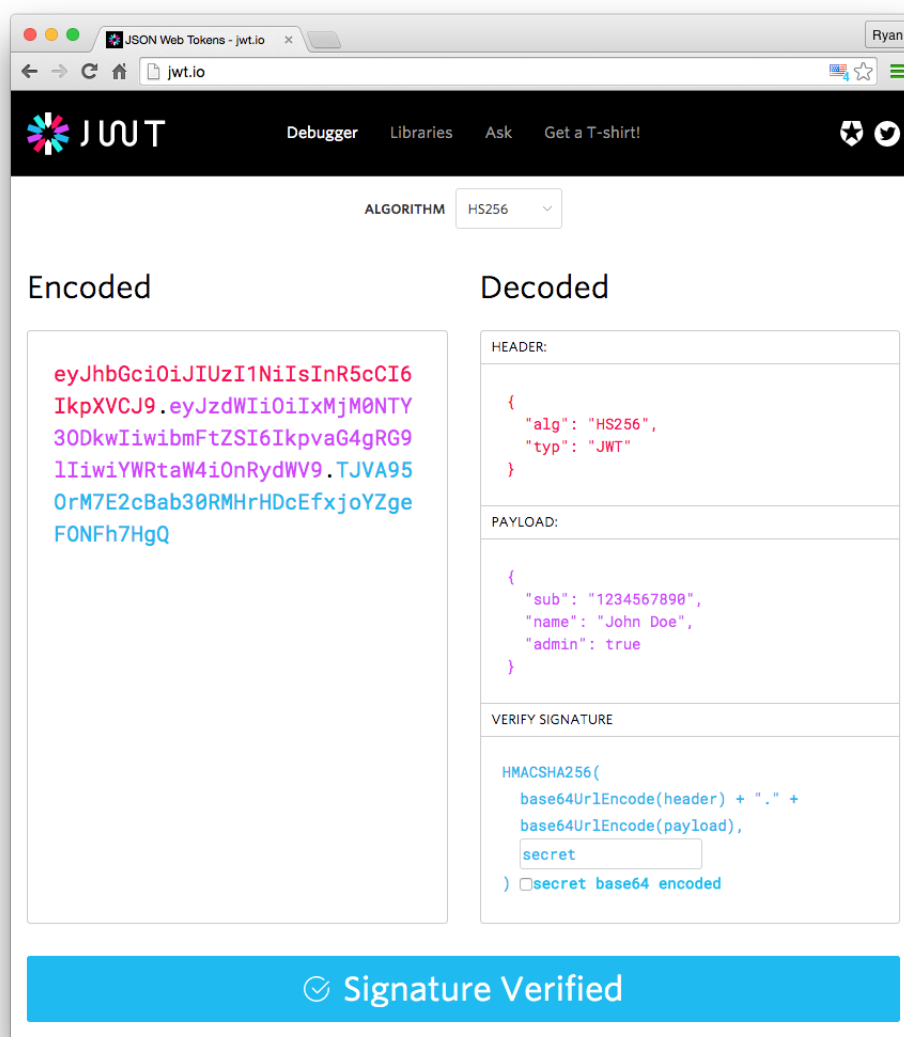 JSON Web Tokens - jwt.io
Ryan
jwt.io
4
JWT
Debugger
Libraries
Ask
Get a T-shirt!
ALGORITHM
HS256
Encoded
Decoded
eyJhbGciOiJIUzI1NiIsInR5cCI6
IkpXVCJ9.eyJzdWIiOiIxMjM0NTY
3ODkwIiwibmFtZSI6IkpvaG4gRG9
lIiwiYWRtaW4iOnRydWV9.TJVA95
OrM7E2cBab30RMHrHDcEfxjoYZge
FONFh7HgQ
HEADER:
{
"alg": "HS256",
"typ": "JWT"
}
PAYLOAD:
{
"sub": "1234567890",
"name": "John Doe",
"admin": true
}
VERIFY SIGNATURE
HMACSHA256(
base64UrlEncode(header) + "." +
base64UrlEncode(payload),
secret
) secret base64 encoded
Signature Verified